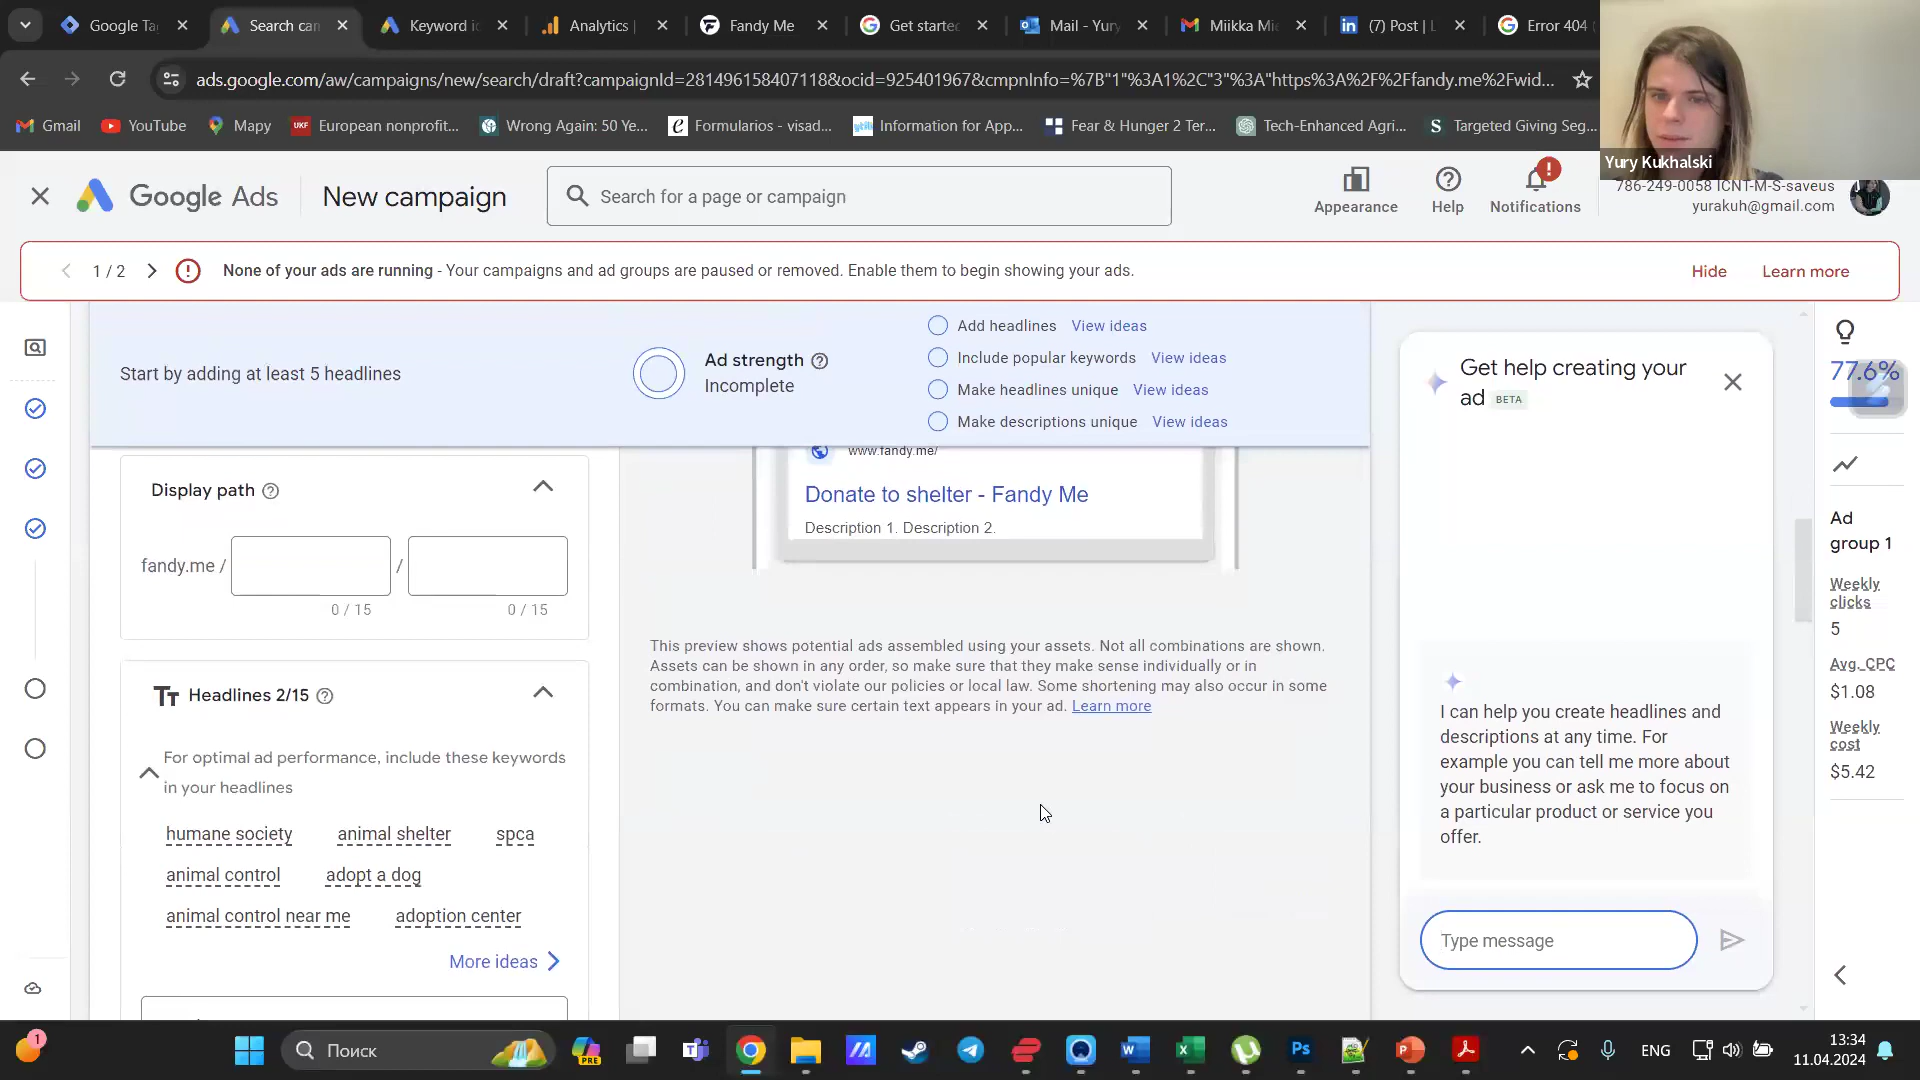 Google Ta
Search can
Keyword i
Analytics |
Fandy Me
Get starte
Mail - Yury
Miikka Mi
(7) Post | L
Error 404
ads.google.com/aw/campaigns/new/search/draft?campaignId=281496158407118&ocid=925401967&cmpnInfo=%7B"1"%3A1%2C"3"%3A"https%3A%2F%2Ffandy.me%2Fwid...
Gmail
YouTube
Mapy
UKF
European nonprofit...
Wrong Again: 50 Ye...
Formularios - visad...
Information for App...
Fear & Hunger 2 Ter...
Tech-Enhanced Agri...
Targeted Giving Seg...
Yury Kukhalski
Google Ads
New campaign
Search for a page or campaign
Appearance
Help
Notifications
786-249-0058 ICNT-M-S-saveus
yurakuh@gmail.com
1 / 2
None of your ads are running - Your campaigns and ad groups are paused or removed. Enable them to begin showing your ads.
Hide
Learn more
Start by adding at least 5 headlines
Ad strength
Incomplete
Add headlines View ideas
Include popular keywords View ideas
Make headlines unique View ideas
Make descriptions unique View ideas
Display path
fandy.me /
/
0 / 15
0 / 15
Headlines 2/15
For optimal ad performance, include these keywords
in your headlines
humane society
animal shelter
spca
animal control
adopt a dog
animal control near me
adoption center
More ideas
www.fandy.me/
Donate to shelter - Fandy Me
Description 1. Description 2.
This preview shows potential ads assembled using your assets. Not all combinations are shown.
Assets can be shown in any order, so make sure that they make sense individually or in
combination, and don't violate our policies or local law. Some shortening may also occur in some
formats. You can make sure certain text appears in your ad. Learn more
Get help creating your
ad BETA
I can help you create headlines and
descriptions at any time. For
example you can tell me more about
your business or ask me to focus on
a particular product or service you
offer.
Type message
77.6%
Ad
group 1
Weekly
clicks
5
Avg. CPC
$1.08
Weekly
cost
$5.42
1
Поиск
PRE
ENG
13:34
11.04.2024